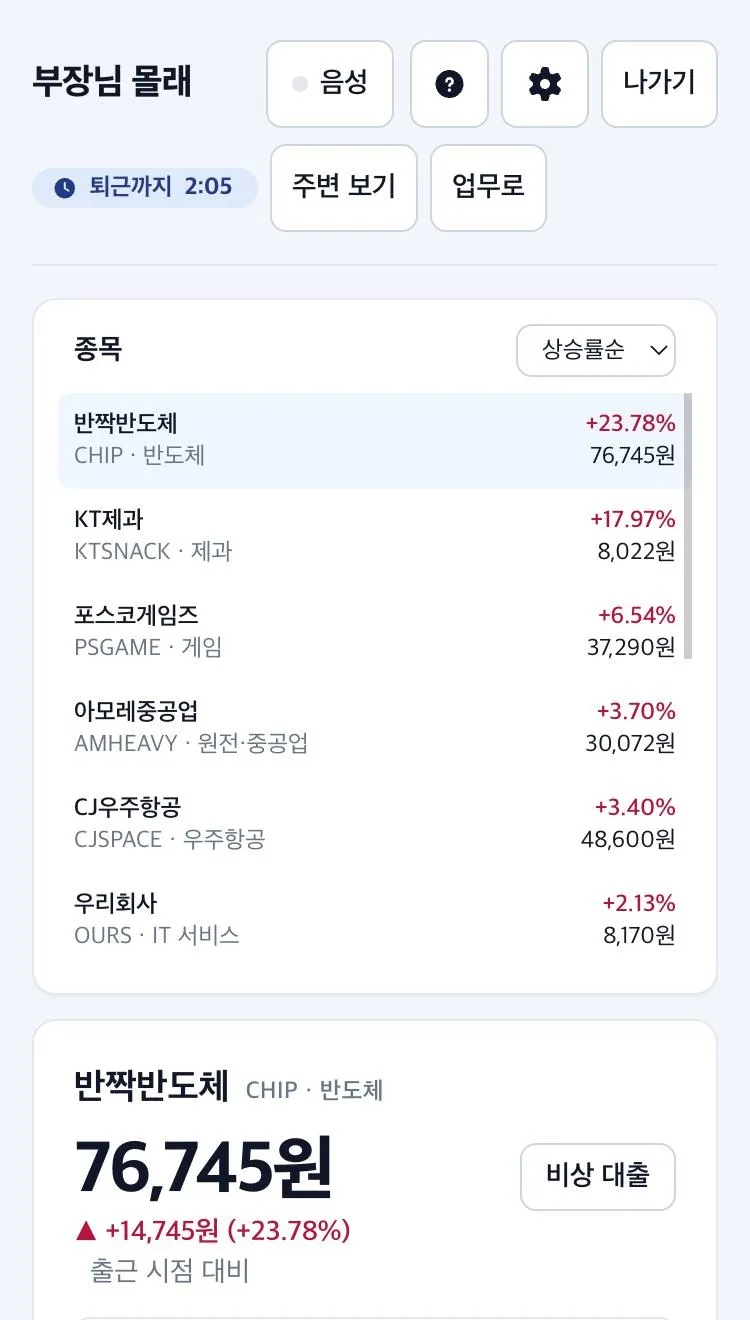 부장님 몰래
음성
?
나가기
퇴근까지 2:05
주변 보기
업무로
종목
상승률순
반짝반도체
+23.78%
CHIP · 반도체
76,745원
KT제과
+17.97%
KTSNACK · 제과
8,022원
포스코게임즈
+6.54%
PSGAME · 게임
37,290원
아모레중공업
+3.70%
AMHEAVY · 원전·중공업
30,072원
CJ우주항공
+3.40%
CJSPACE · 우주항공
48,600원
우리회사
+2.13%
OURS · IT 서비스
8,170원
반짝반도체 CHIP · 반도체
76,745원
비상 대출
▲ +14,745원 (+23.78%)
출근 시점 대비